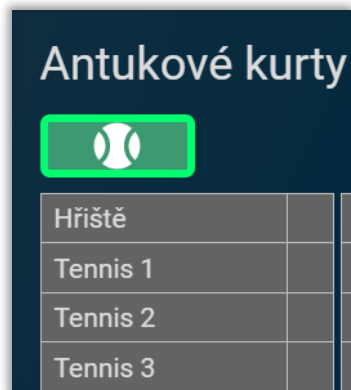 Antukové kurty
Hřiště
Tennis 1
Tennis 2
Tennis 3